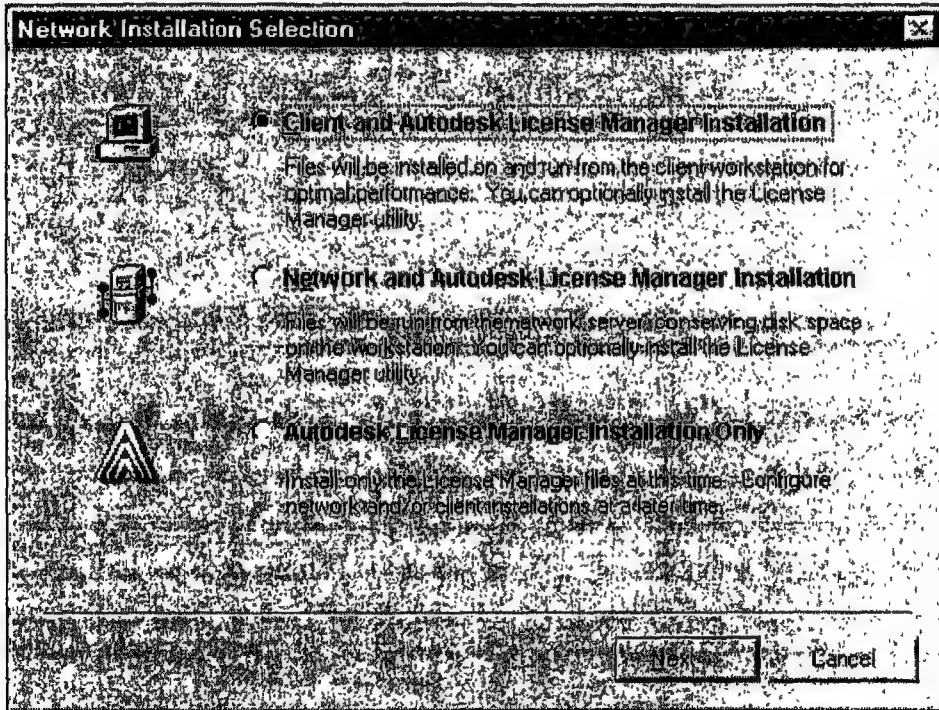 Network Installation Selection
Client and Autodesk License Manager Installation
Files will be installed on and run from the client workstation for
optimal performance. You can optionally install the License
Manager utility.
Network and Autodesk License Manager Installation
Files will be run from the network server, conserving disk space
on the workstation. You can optionally install the License
Manager utility.
Autodesk License Manager Installation Only
Install only the License Manager files at this time. Configure
network and/or client installations at a later time.
Next >
Cancel